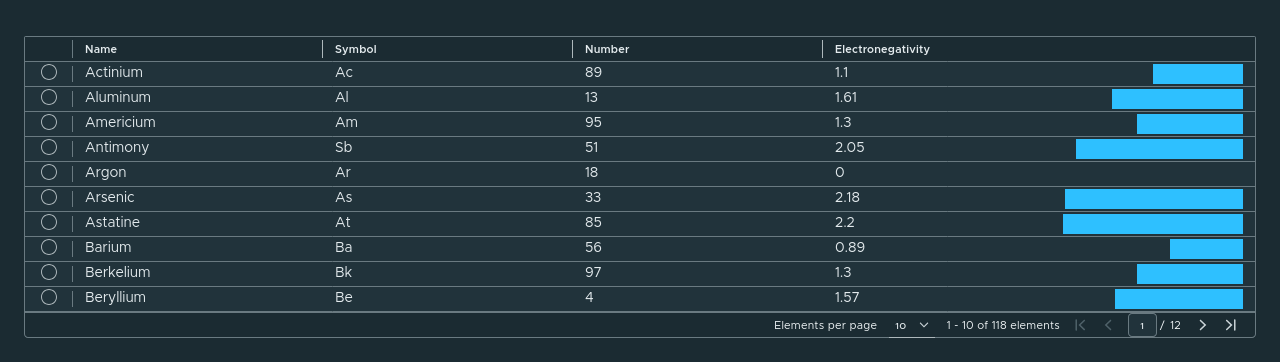 Name Symbol Number Electronegativity
Actinium Ac 89 1.1
Aluminum Al 13 1.61
Americium Am 95 1.3
Antimony Sb 51 2.05
Argon Ar 18 0
Arsenic As 33 2.18
Astatine At 85 2.2
Barium Ba 56 0.89
Berkelium Bk 97 1.3
Beryllium Be 4 1.57
Elements per page 10 1 - 10 of 118 elements 1 / 12